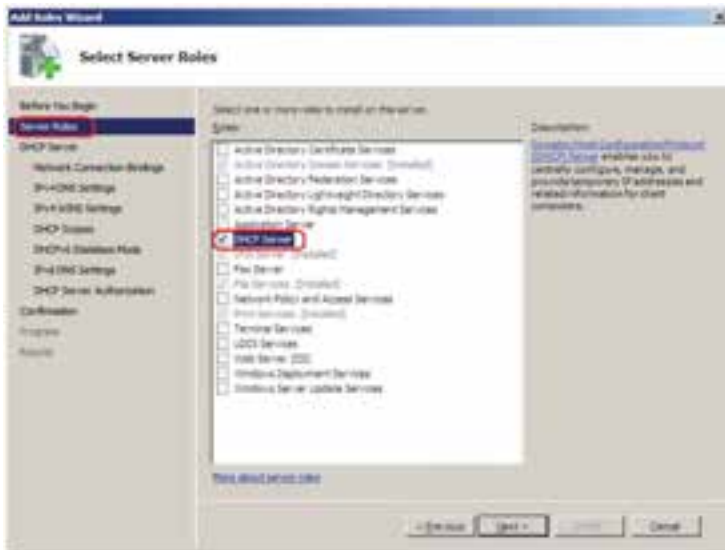 Add Roles Wizard
Select Server Roles
Before You Begin
Server Roles
DHCP Server
Network Connection Bindings
IPv4 DNS Settings
IPv4 WINS Settings
DHCP Scopes
DHCPv6 Stateless Mode
IPv6 DNS Settings
DHCP Server Authorization
Confirmation
Progress
Results
Select one or more roles to install on this server.
Roles:
Active Directory Certificate Services
Active Directory Domain Services (Installed)
Active Directory Federation Services
Active Directory Lightweight Directory Services
Active Directory Rights Management Services
Application Server
DHCP Server
DNS Server (Installed)
Fax Server
File Services (Installed)
Network Policy and Access Services
Print Services (Installed)
Terminal Services
UDDI Services
Web Server (IIS)
Windows Deployment Services
Windows Server Update Services
More about server roles
Description:
Dynamic Host Configuration Protocol
(DHCP) Server enables you to
centrally configure, manage, and
provide temporary IP addresses and
related information for client
computers.
< Previous
Next >
Cancel